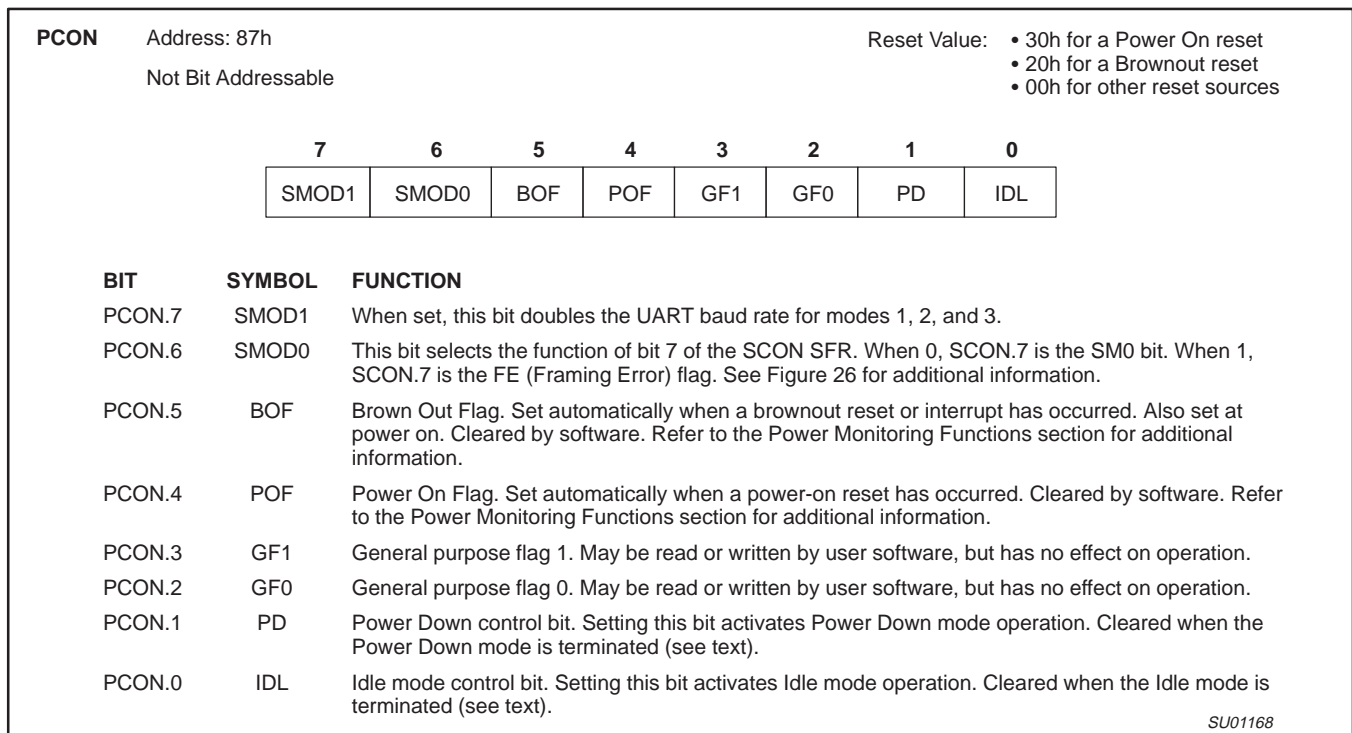 PCON Address: 87h Reset Value: • 30h for a Power On reset
Not Bit Addressable • 20h for a Brownout reset
• 00h for other reset sources
7 6 5 4 3 2 1 0
SMOD1 SMOD0 BOF POF GF1 GF0 PD IDL
BIT SYMBOL FUNCTION
PCON.7 SMOD1 When set, this bit doubles the UART baud rate for modes 1, 2, and 3.
PCON.6 SMOD0 This bit selects the function of bit 7 of the SCON SFR. When 0, SCON.7 is the SM0 bit. When 1,
SCON.7 is the FE (Framing Error) flag. See Figure 26 for additional information.
PCON.5 BOF Brown Out Flag. Set automatically when a brownout reset or interrupt has occurred. Also set at
power on. Cleared by software. Refer to the Power Monitoring Functions section for additional
information.
PCON.4 POF Power On Flag. Set automatically when a power-on reset has occurred. Cleared by software. Refer
to the Power Monitoring Functions section for additional information.
PCON.3 GF1 General purpose flag 1. May be read or written by user software, but has no effect on operation.
PCON.2 GF0 General purpose flag 0. May be read or written by user software, but has no effect on operation.
PCON.1 PD Power Down control bit. Setting this bit activates Power Down mode operation. Cleared when the
Power Down mode is terminated (see text).
PCON.0 IDL Idle mode control bit. Setting this bit activates Idle mode operation. Cleared when the Idle mode is
terminated (see text).
SU01168